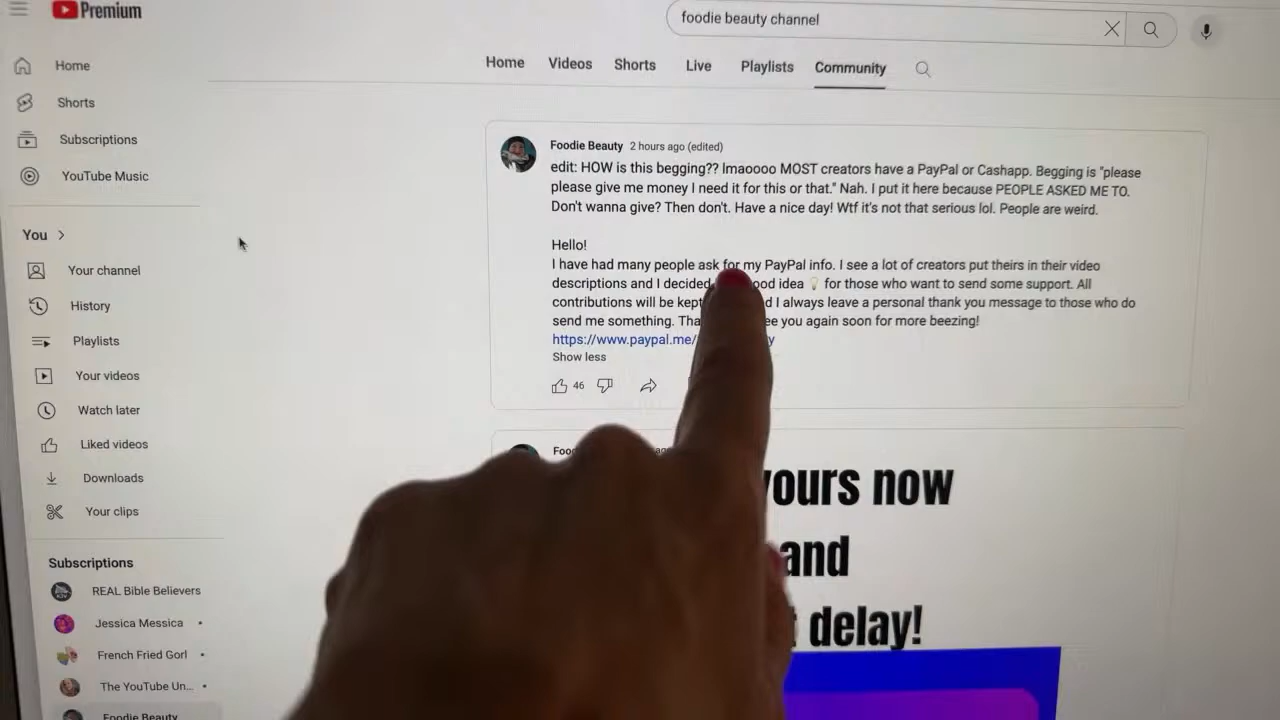 Premium
foodie beauty channel
Home
Videos
Shorts
Live
Playlists
Community
Home
Shorts
Subscriptions
YouTube Music
You
Your channel
History
Playlists
Your videos
Watch later
Liked videos
Downloads
Your clips
Subscriptions
REAL Bible Believers
Jessica Messica
French Fried Gorl
The YouTube Un...
Foodie Beauty
Foodie Beauty 2 hours ago (edited)
edit: HOW is this begging?? lmaoooo MOST creators have a PayPal or Cashapp. Begging is "please
please give me money I need it for this or that." Nah. I put it here because PEOPLE ASKED ME TO.
Don't wanna give? Then don't. Have a nice day! Wtf it's not that serious lol. People are weird.
Hello!
I have had many people ask for my PayPal info. I see a lot of creators put theirs in their video
descriptions and I decided idea 💡 for those who want to send some support. All
contributions will be kept I always leave a personal thank you message to those who do
send me something. you again soon for more beezing!
https://www.paypal.me/
Show less
46
yours now
and
delay!